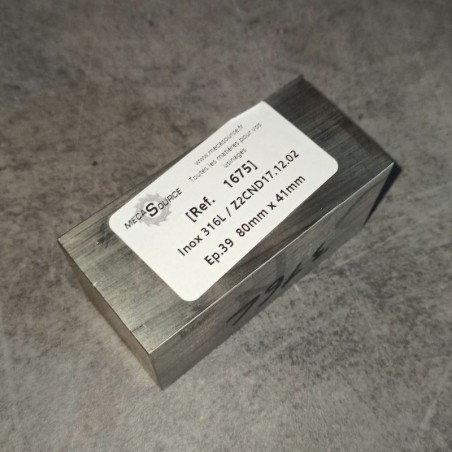 www.mecasource.fr
Toutes les matières pour vos
usinages
MECASOURCE
[Ref. 1675]
Inox 316L / Z2CND17.12.02
Ep.39 80mm x 41mm